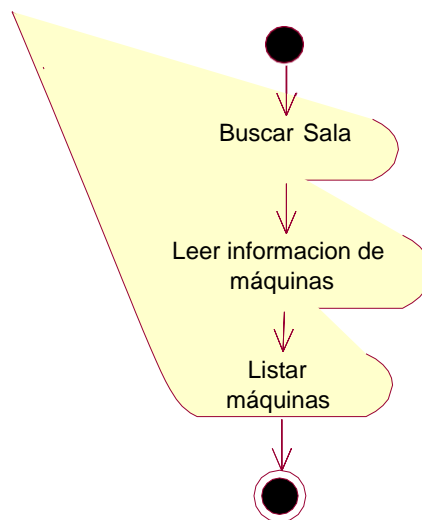 Buscar Sala
Leer informacion de
máquinas
Listar
máquinas